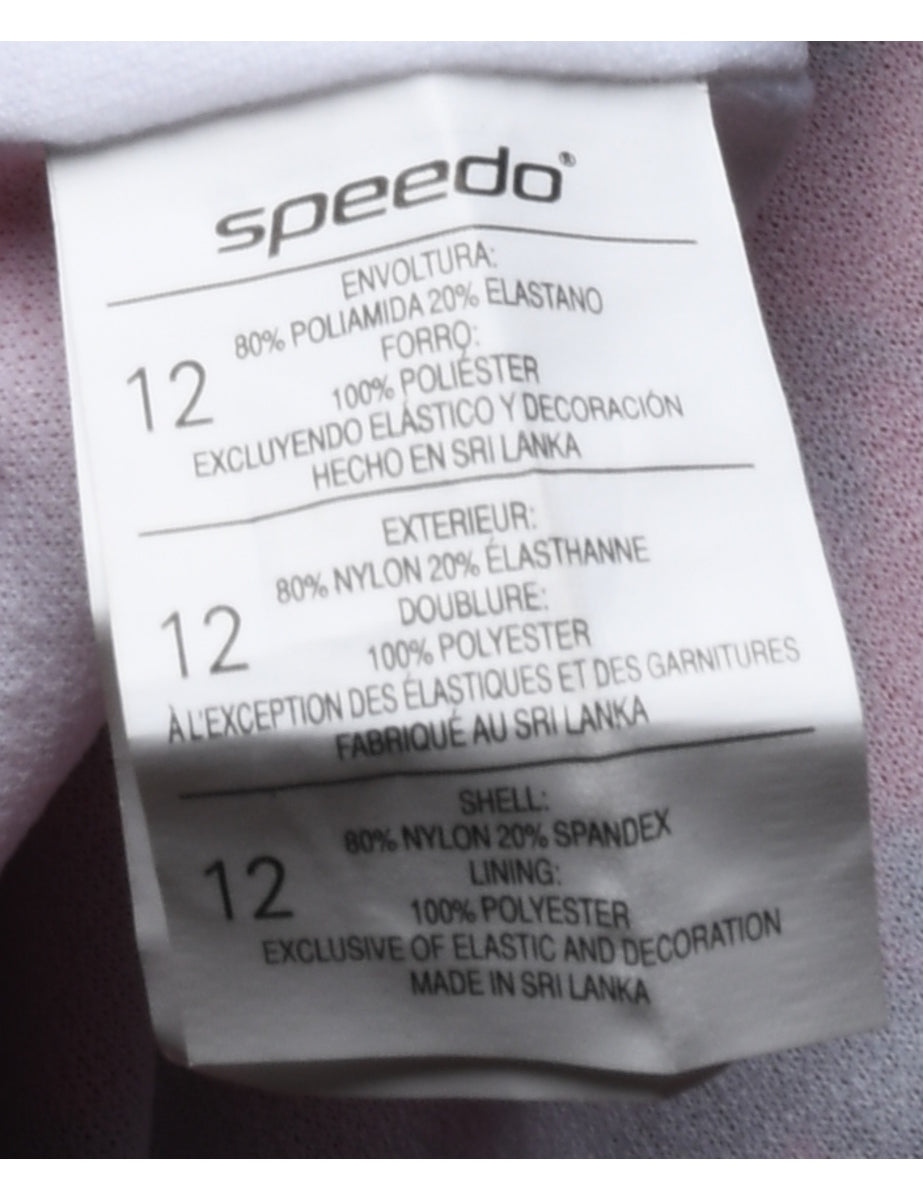 speedo®
ENVOLTURA:
80% POLIAMIDA 20% ELASTANO
FORRO:
12
100% POLIÉSTER
EXCLUYENDO ELÁSTICO Y DECORACIÓN
HECHO EN SRI LANKA
EXTERIEUR:
80% NYLON 20% ÉLASTHANNE
DOUBLURE:
12
100% POLYESTER
À L'EXCEPTION DES ÉLASTIQUES ET DES GARNITURES
FABRIQUÉ AU SRI LANKA
SHELL:
80% NYLON 20% SPANDEX
LINING:
12
100% POLYESTER
EXCLUSIVE OF ELASTIC AND DECORATION
MADE IN SRI LANKA